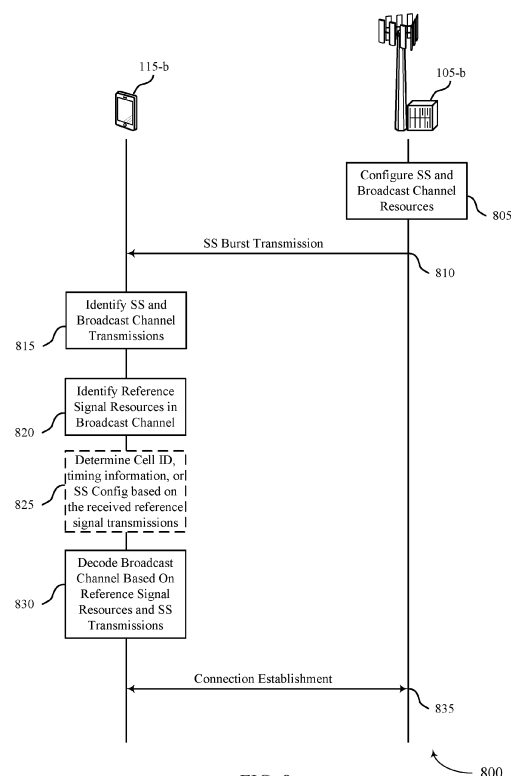 115-b
105-b
Configure SS and
Broadcast Channel
Resources
805
SS Burst Transmission
810
Identify SS and
Broadcast Channel
Transmissions
815
Identify Reference
Signal Resources in
Broadcast Channel
820
Determine Cell ID,
timing information, or
SS Config based on
the received reference
signal transmissions
825
Decode Broadcast
Channel Based On
Reference Signal
Resources and SS
Transmissions
830
Connection Establishment
835
800